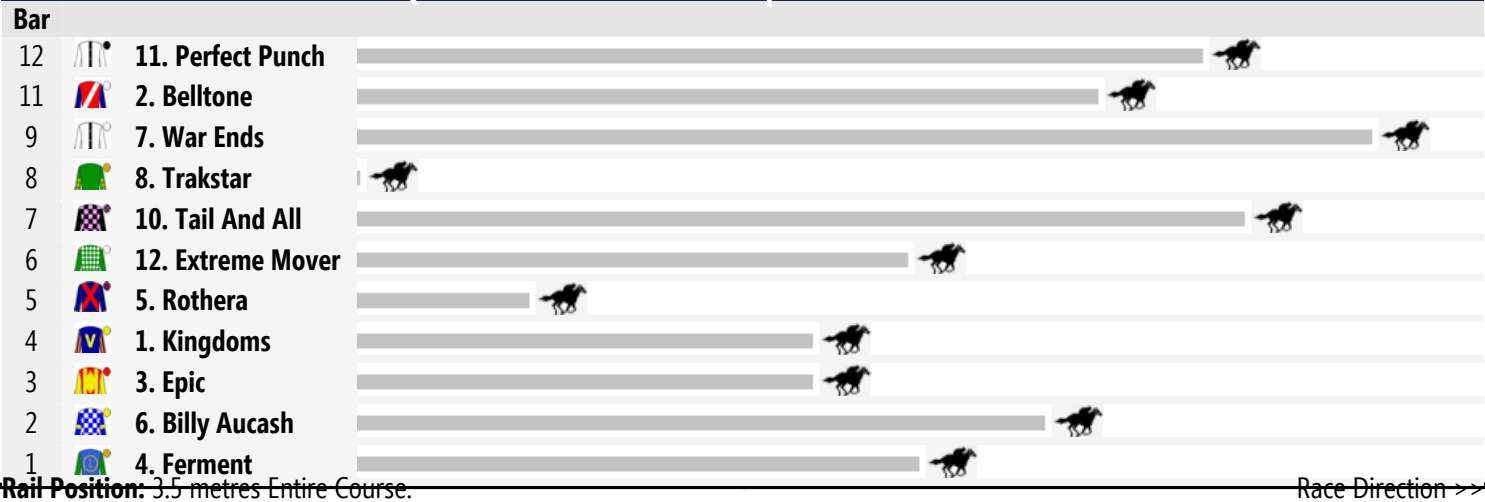 Bar
12 11. Perfect Punch
11 2. Belltone
9 7. War Ends
8 8. Trakstar
7 10. Tail And All
6 12. Extreme Mover
5 5. Rothera
4 V 1. Kingdoms
3 3. Epic
2 6. Billy Aucash
1 4. Ferment
Rail Position: 3.5 metres Entire Course. Race Direction >>